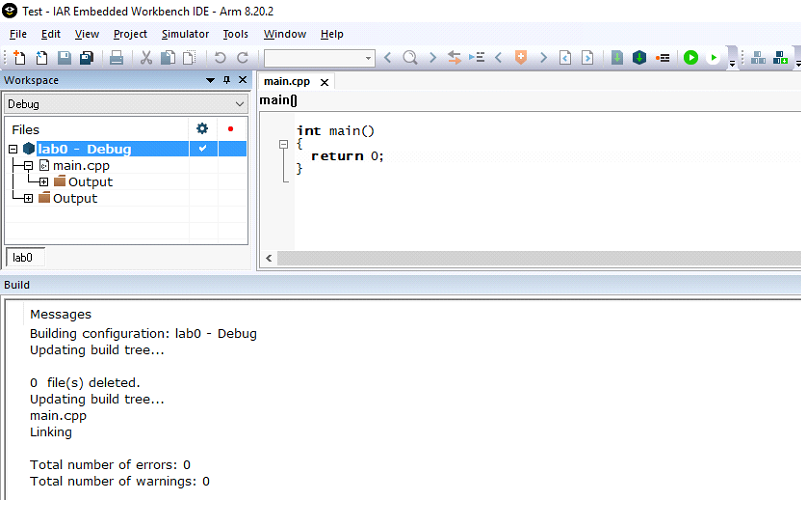 Test - IAR Embedded Workbench IDE - Arm 8.20.2
File Edit View Project Simulator Tools Window Help
Workspace
Debug
Files
lab0 - Debug
main.cpp
Output
Output
lab0
main.cpp
main()
int main()
{
return 0;
}
Build
Messages
Building configuration: lab0 - Debug
Updating build tree...
0 file(s) deleted.
Updating build tree...
main.cpp
Linking
Total number of errors: 0
Total number of warnings: 0